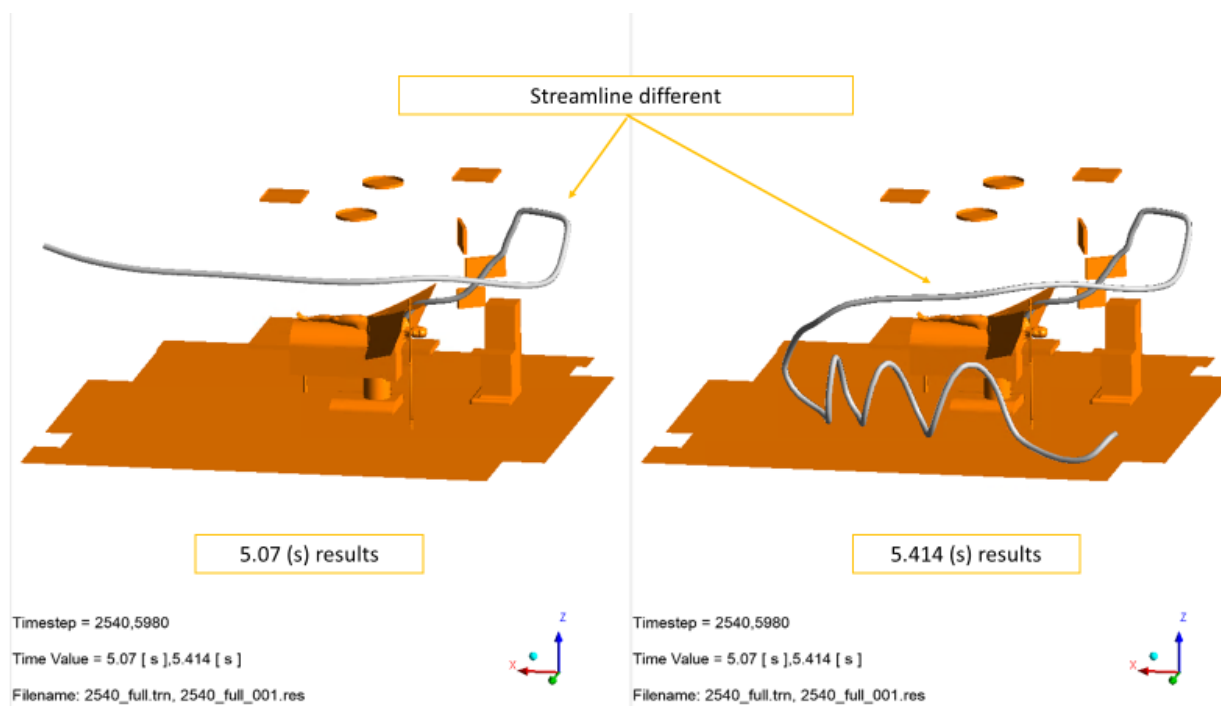 Streamline different
5.07 (s) results
5.414 (s) results
Timestep = 2540,5980
Time Value = 5.07 [ s ],5.414 [ s ]
Filename: 2540_full.trn, 2540_full_001.res
Z
X
Timestep = 2540,5980
Time Value = 5.07 [ s ],5.414 [ s ]
Filename: 2540_full.trn, 2540_full_001.res
Z
X